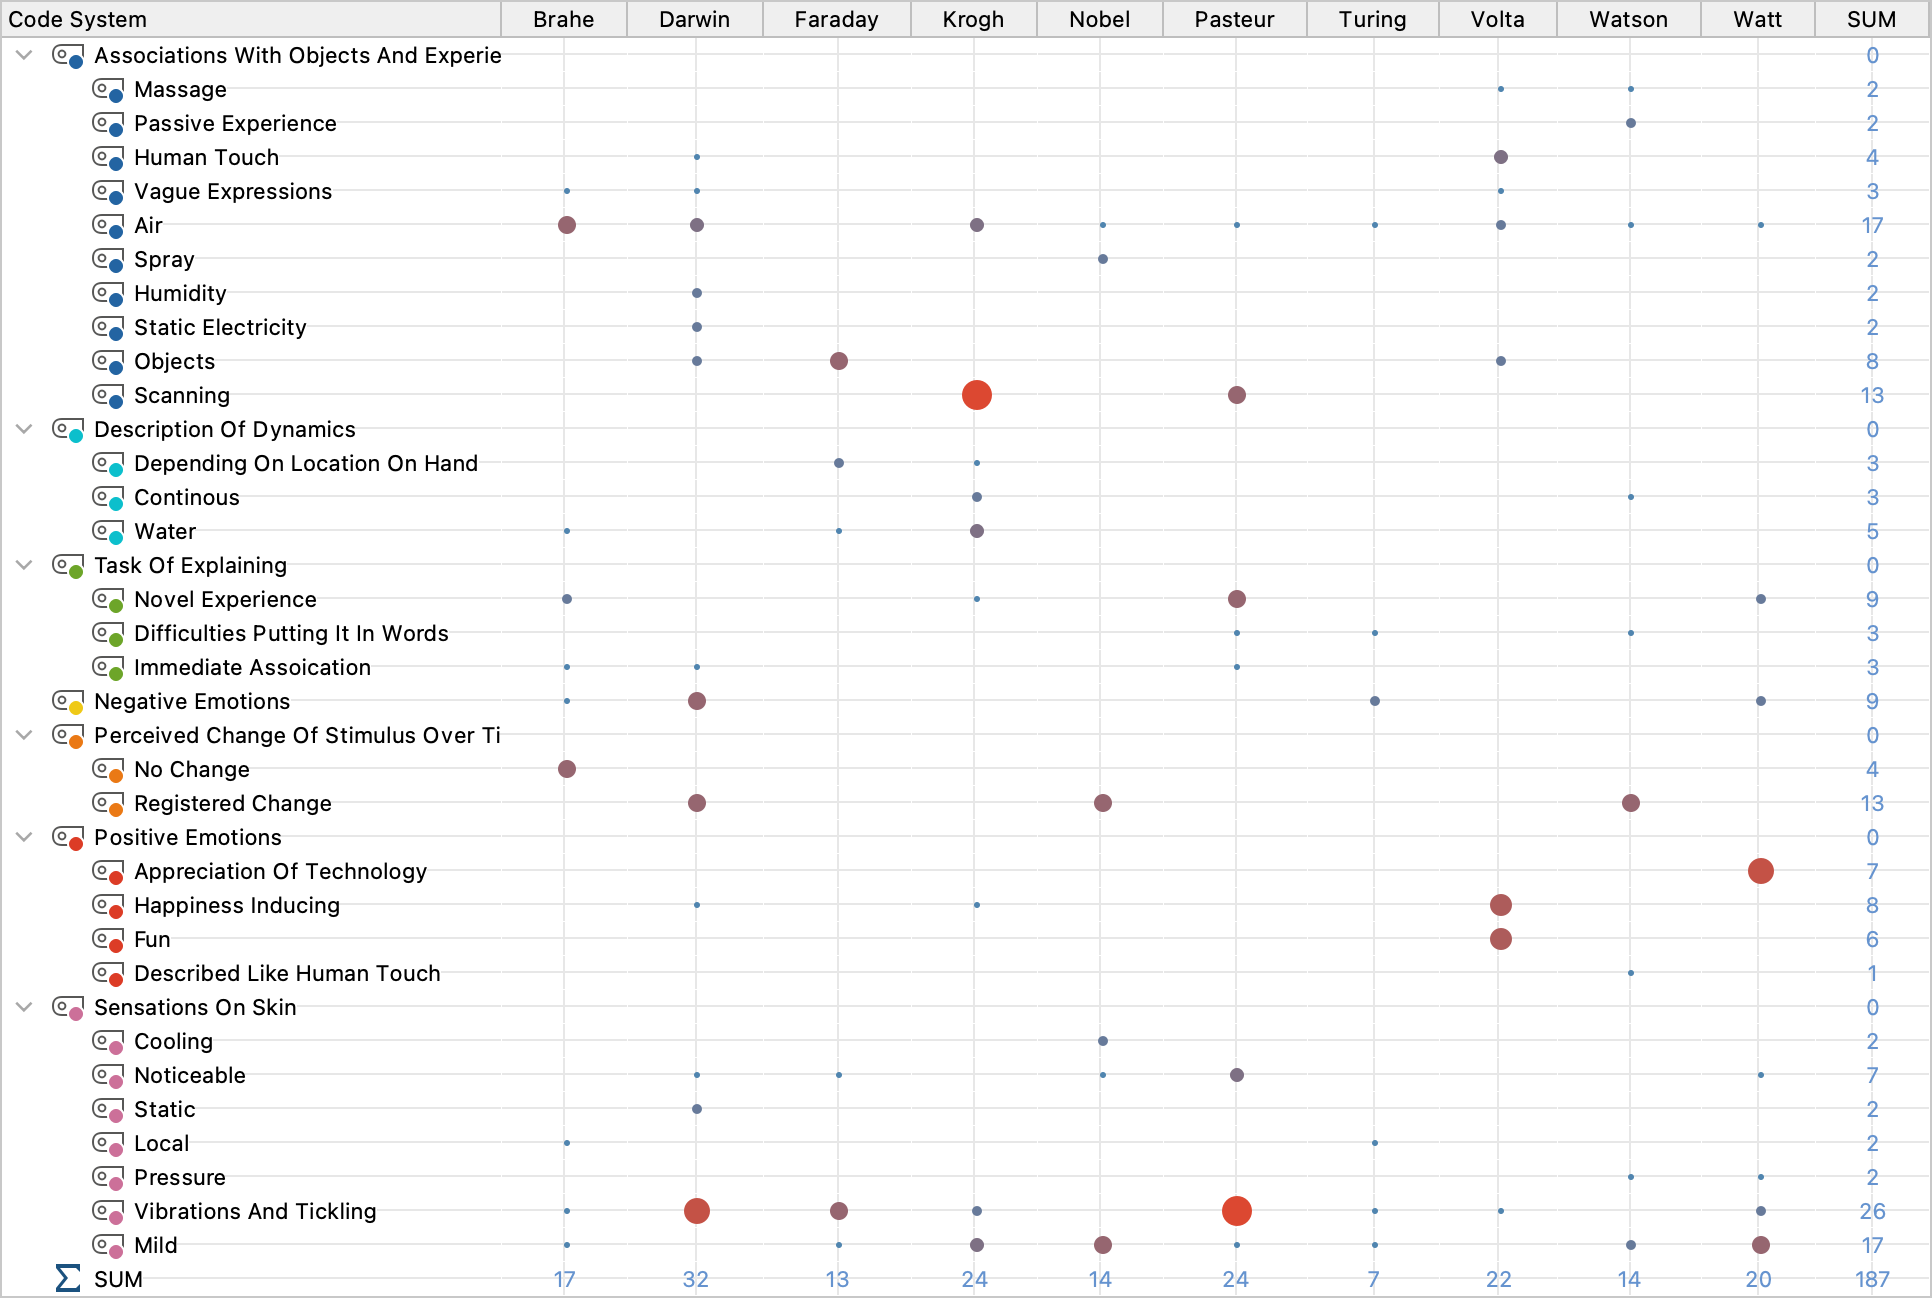 Code System Brahe Darwin Faraday Krogh Nobel Pasteur Turing Volta Watson Watt SUM
Associations With Objects And Experie 0
Massage 2
Passive Experience 2
Human Touch 4
Vague Expressions 3
Air 17
Spray 2
Humidity 2
Static Electricity 2
Objects 8
Scanning 13
Description Of Dynamics 0
Depending On Location On Hand 3
Continous 3
Water 5
Task Of Explaining 0
Novel Experience 9
Difficulties Putting It In Words 3
Immediate Assoication 3
Negative Emotions 9
Perceived Change Of Stimulus Over Ti 0
No Change 4
Registered Change 13
Positive Emotions 0
Appreciation Of Technology 7
Happiness Inducing 8
Fun 6
Described Like Human Touch 1
Sensations On Skin 0
Cooling 2
Noticeable 7
Static 2
Local 2
Pressure 2
Vibrations And Tickling 26
Mild 17
Σ SUM 17 32 13 24 14 24 7 22 14 20 187